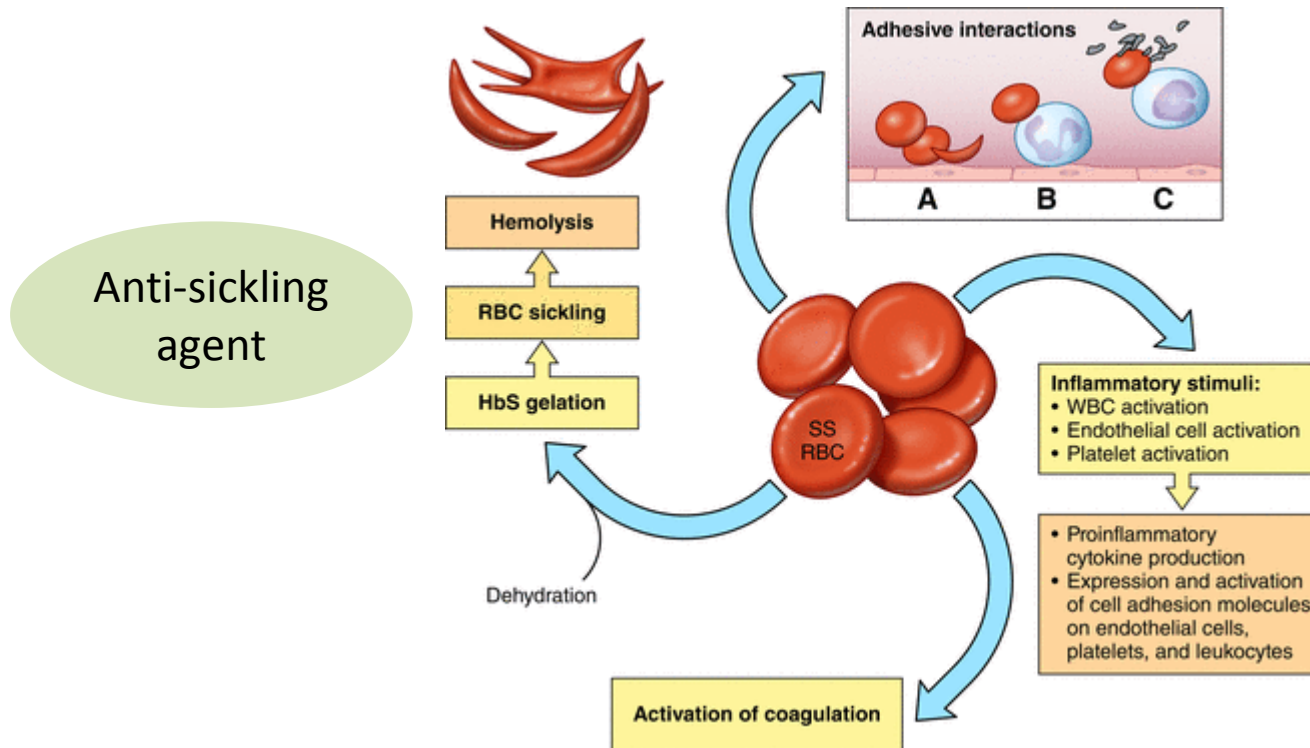 Anti-sickling
agent
Hemolysis
RBC sickling
HbS gelation
Dehydration
Adhesive interactions
A B C
SS
RBC
Inflammatory stimuli:
• WBC activation
• Endothelial cell activation
• Platelet activation
• Proinflammatory
cytokine production
• Expression and activation
of cell adhesion molecules
on endothelial cells,
platelets, and leukocytes
Activation of coagulation